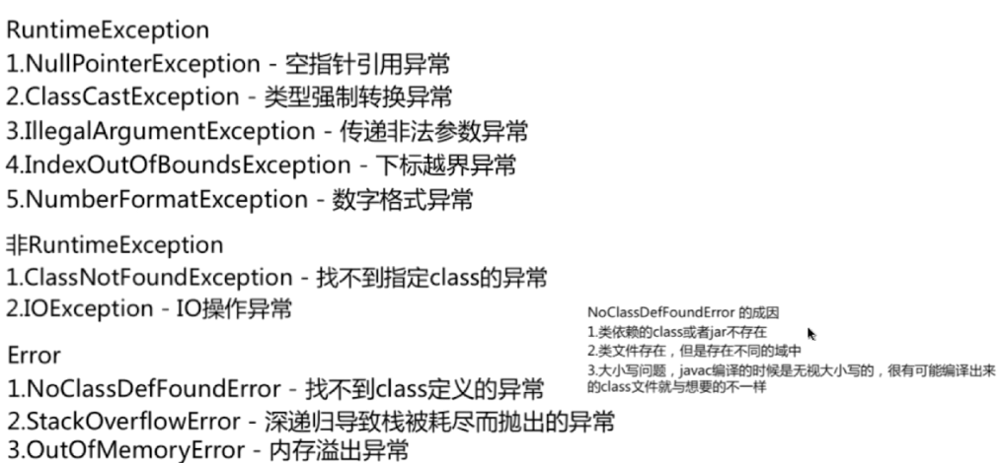 RuntimeException
1.NullPointerException - 空指针引用异常
2.ClassCastException - 类型强制转换异常
3.IllegalArgumentException - 传递非法参数异常
4.IndexOutOfBoundsException - 下标越界异常
5.NumberFormatException - 数字格式异常
非RuntimeException
1.ClassNotFoundException - 找不到指定class的异常
2.IOException - IO操作异常
Error
1.NoClassDefFoundError - 找不到class定义的异常
2.StackOverflowError - 深递归导致栈被耗尽而抛出的异常
3.OutOfMemoryError - 内存溢出异常
NoClassDefFoundError 的成因
1.类依赖的class或者jar不存在
2.类文件存在，但是存在不同的域中
3.大小写问题，javac编译的时候是无视大小写的，很有可能编译出来
的class文件就与想要的不一样